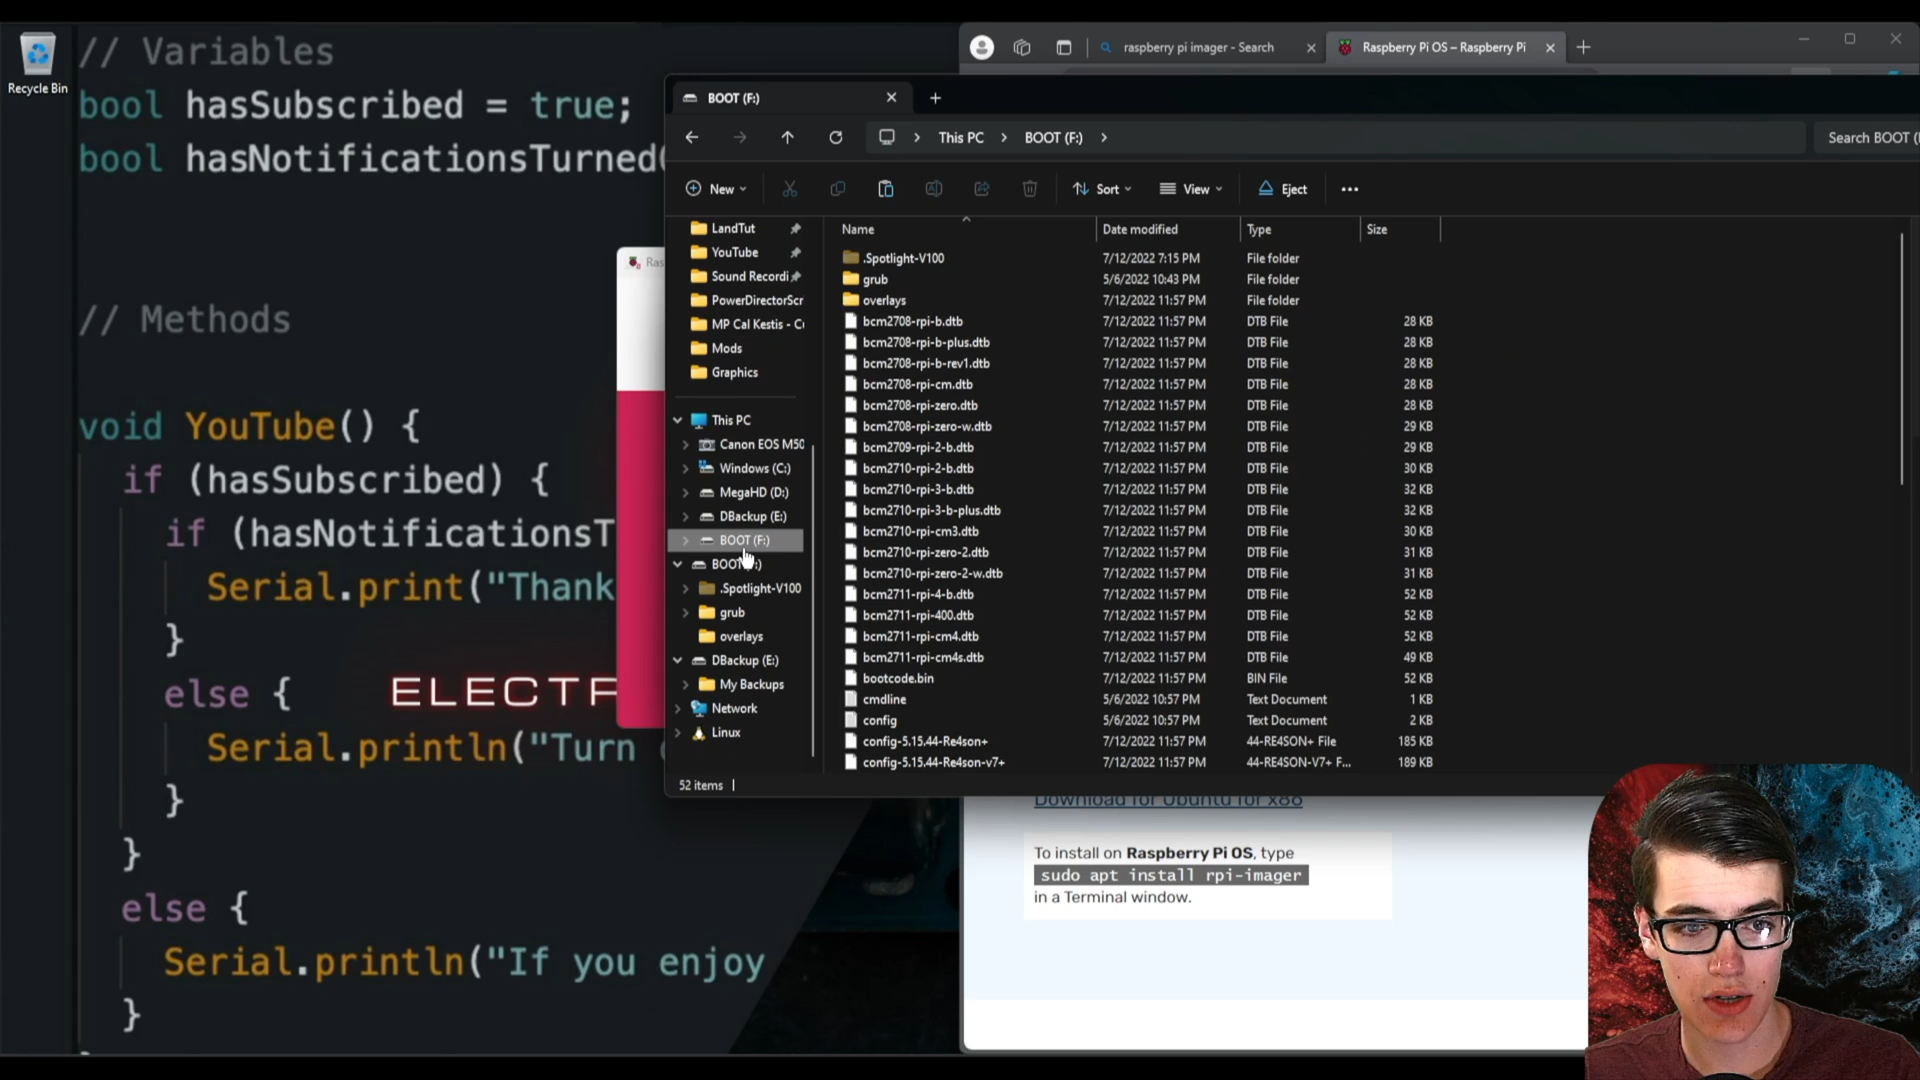 Recycle Bin
// Variables
bool hasSubscribed = true;
bool hasNotificationsTurned
// Methods
void YouTube() {
if (hasSubscribed) {
if (hasNotificationsT
Serial.print("Thank
}
else {
Serial.println("Turn
}
}
else {
Serial.println("If you enjoy
}
ELECTR
raspberry pi imager - Search
Raspberry Pi OS – Raspberry Pi
Ras
BOOT (F:)
This PC
BOOT (F:)
Search BOOT (
New
Sort
View
Eject
LandTut
YouTube
Sound Recordi
PowerDirectorScr
MP Cal Kestis - C
Mods
Graphics
This PC
Canon EOS M50
Windows (C:)
MegaHD (D:)
DBackup (E:)
BOOT (F:)
BOOT :)
.Spotlight-V100
grub
overlays
DBackup (E:)
My Backups
Network
Linux
Name Date modified Type Size
.Spotlight-V100 7/12/2022 7:15 PM File folder
grub 5/6/2022 10:43 PM File folder
overlays 7/12/2022 11:57 PM File folder
bcm2708-rpi-b.dtb 7/12/2022 11:57 PM DTB File 28 KB
bcm2708-rpi-b-plus.dtb 7/12/2022 11:57 PM DTB File 28 KB
bcm2708-rpi-b-rev1.dtb 7/12/2022 11:57 PM DTB File 28 KB
bcm2708-rpi-cm.dtb 7/12/2022 11:57 PM DTB File 28 KB
bcm2708-rpi-zero.dtb 7/12/2022 11:57 PM DTB File 28 KB
bcm2708-rpi-zero-w.dtb 7/12/2022 11:57 PM DTB File 29 KB
bcm2709-rpi-2-b.dtb 7/12/2022 11:57 PM DTB File 29 KB
bcm2710-rpi-2-b.dtb 7/12/2022 11:57 PM DTB File 30 KB
bcm2710-rpi-3-b.dtb 7/12/2022 11:57 PM DTB File 32 KB
bcm2710-rpi-3-b-plus.dtb 7/12/2022 11:57 PM DTB File 32 KB
bcm2710-rpi-cm3.dtb 7/12/2022 11:57 PM DTB File 30 KB
bcm2710-rpi-zero-2.dtb 7/12/2022 11:57 PM DTB File 31 KB
bcm2710-rpi-zero-2-w.dtb 7/12/2022 11:57 PM DTB File 31 KB
bcm2711-rpi-4-b.dtb 7/12/2022 11:57 PM DTB File 52 KB
bcm2711-rpi-400.dtb 7/12/2022 11:57 PM DTB File 52 KB
bcm2711-rpi-cm4.dtb 7/12/2022 11:57 PM DTB File 52 KB
bcm2711-rpi-cm4s.dtb 7/12/2022 11:57 PM DTB File 49 KB
bootcode.bin 7/12/2022 11:57 PM BIN File 52 KB
cmdline 5/6/2022 10:57 PM Text Document 1 KB
config 5/6/2022 10:57 PM Text Document 2 KB
config-5.15.44-Re4son+ 7/12/2022 11:57 PM 44-RE4SON+ File 185 KB
config-5.15.44-Re4son-v7+ 7/12/2022 11:57 PM 44-RE4SON-V7+ F... 189 KB
52 items
Download for Ubuntu for x86
To install on Raspberry Pi OS, type
sudo apt install rpi-imager
in a Terminal window.